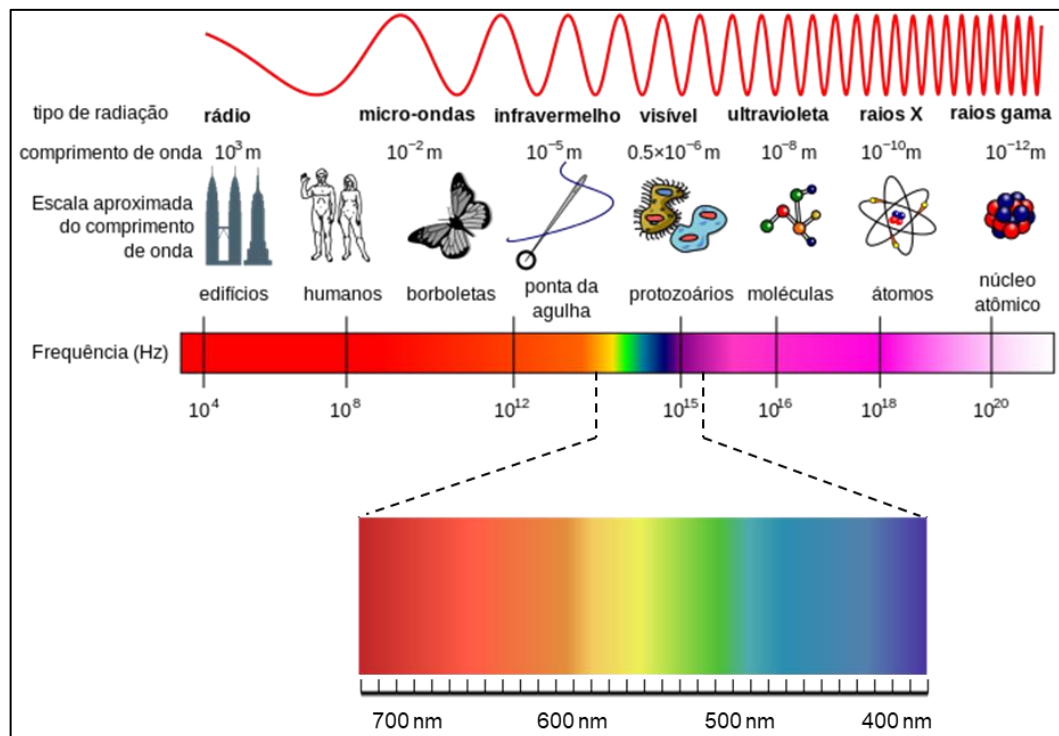 tipo de radiação rádio micro-ondas infravermelho visível ultravioleta raios X raios gama
comprimento de onda 10³ m 10⁻² m 10⁻⁵ m 0.5×10⁻⁶ m 10⁻⁸ m 10⁻¹⁰ m 10⁻¹² m
Escala aproximada
do comprimento
de onda
edifícios humanos borboletas ponta da agulha protozoários moléculas átomos núcleo atômico
Frequência (Hz)
10⁴ 10⁸ 10¹² 10¹⁵ 10¹⁶ 10¹⁸ 10²⁰
700 nm 600 nm 500 nm 400 nm